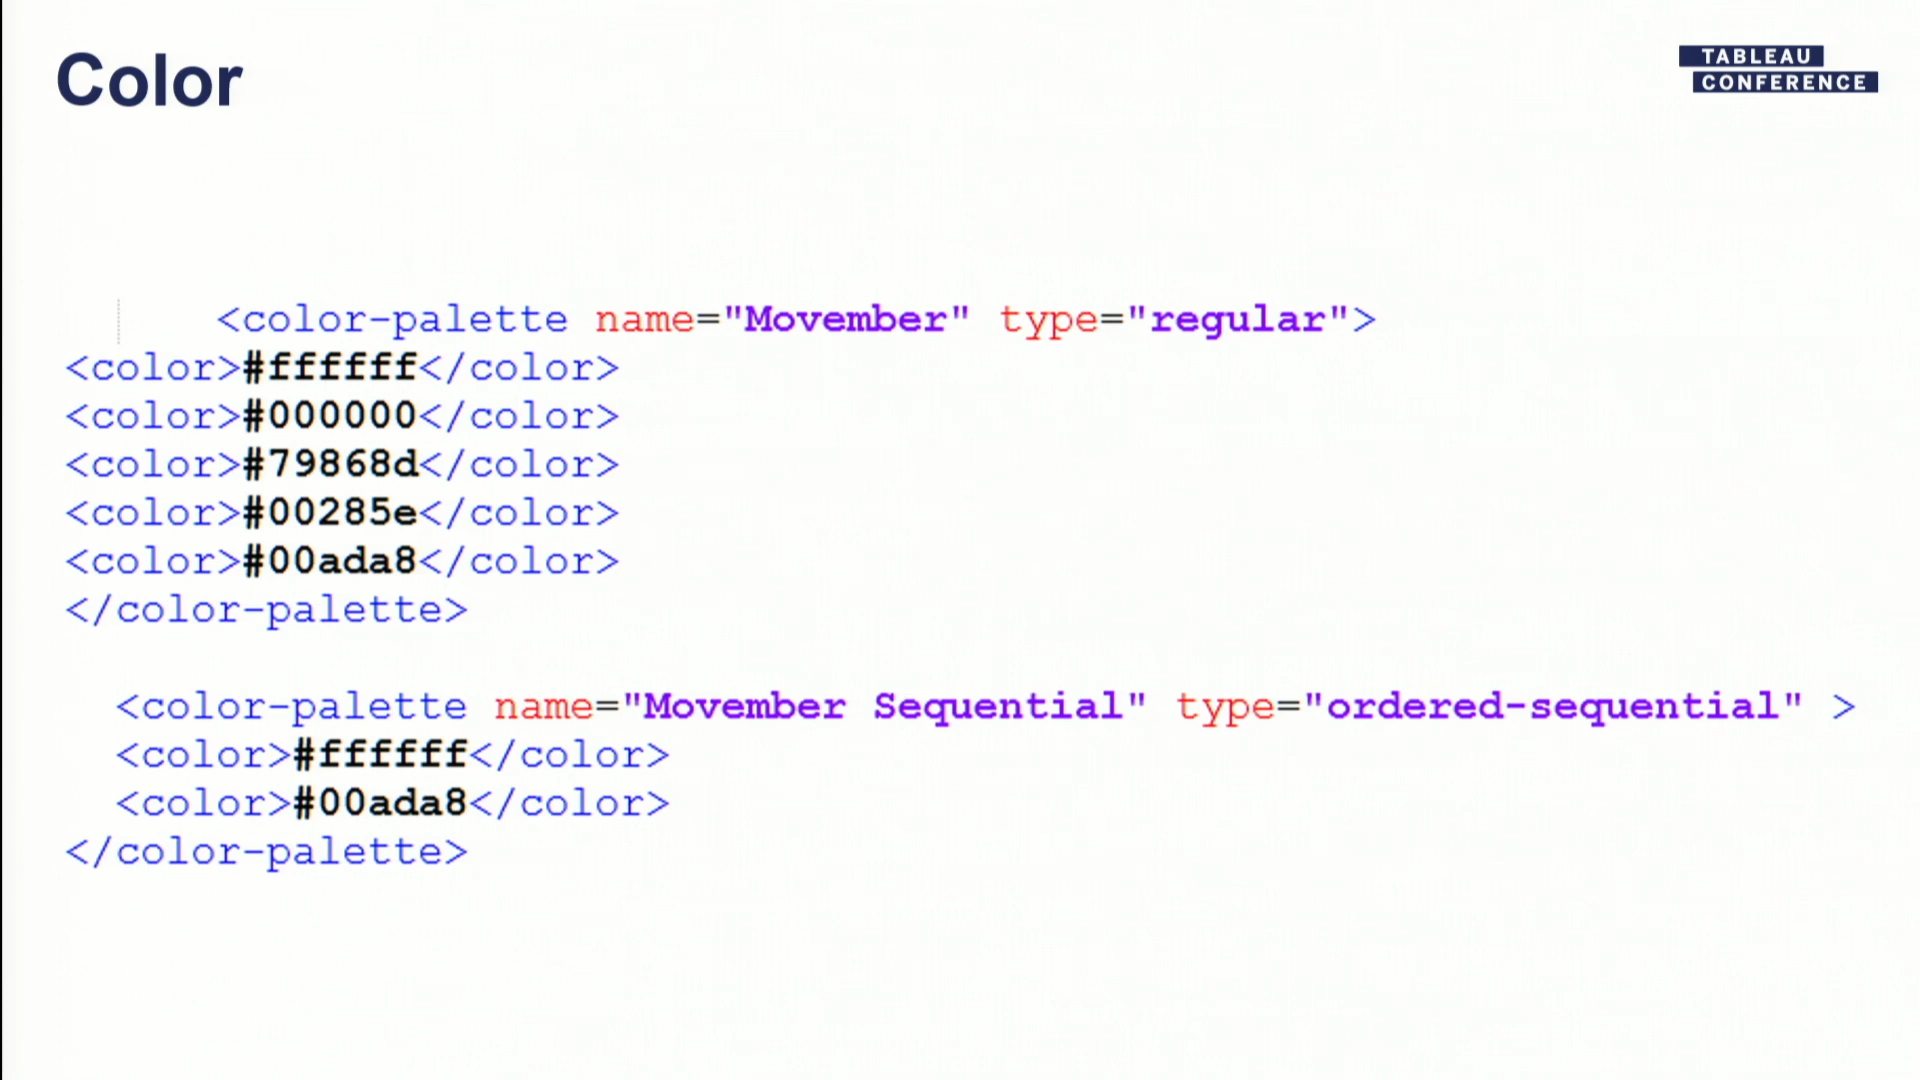 Color
TABLEAU
CONFERENCE
<color-palette name="Movember" type="regular">
<color>#ffffff</color>
<color>#000000</color>
<color>#79868d</color>
<color>#00285e</color>
<color>#00ada8</color>
</color-palette>
<color-palette name="Movember Sequential" type="ordered-sequential" >
<color>#ffffff</color>
<color>#00ada8</color>
</color-palette>